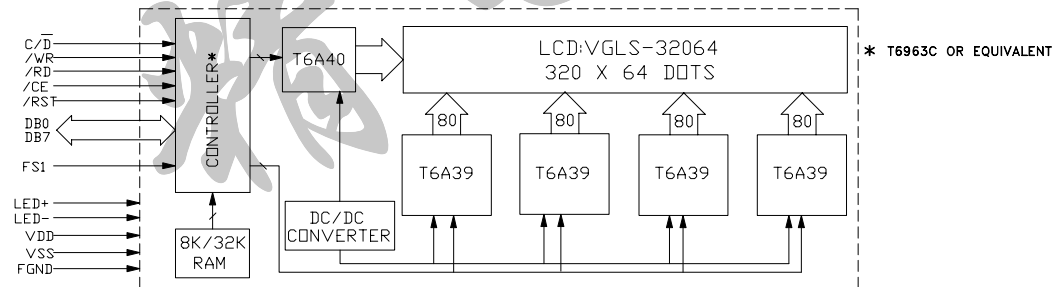 C/D
/WR
/RD
/CE
/RST
DB0
DB7
FS1
LED+
LED-
VDD
VSS
FGND
CONTROLLER*
8K/32K
RAM
T6A40
DC/DC
CONVERTER
LCD:VGLS-32064
320 X 64 DOTS
80
80
80
80
T6A39
T6A39
T6A39
T6A39
* T6963C OR EQUIVALENT